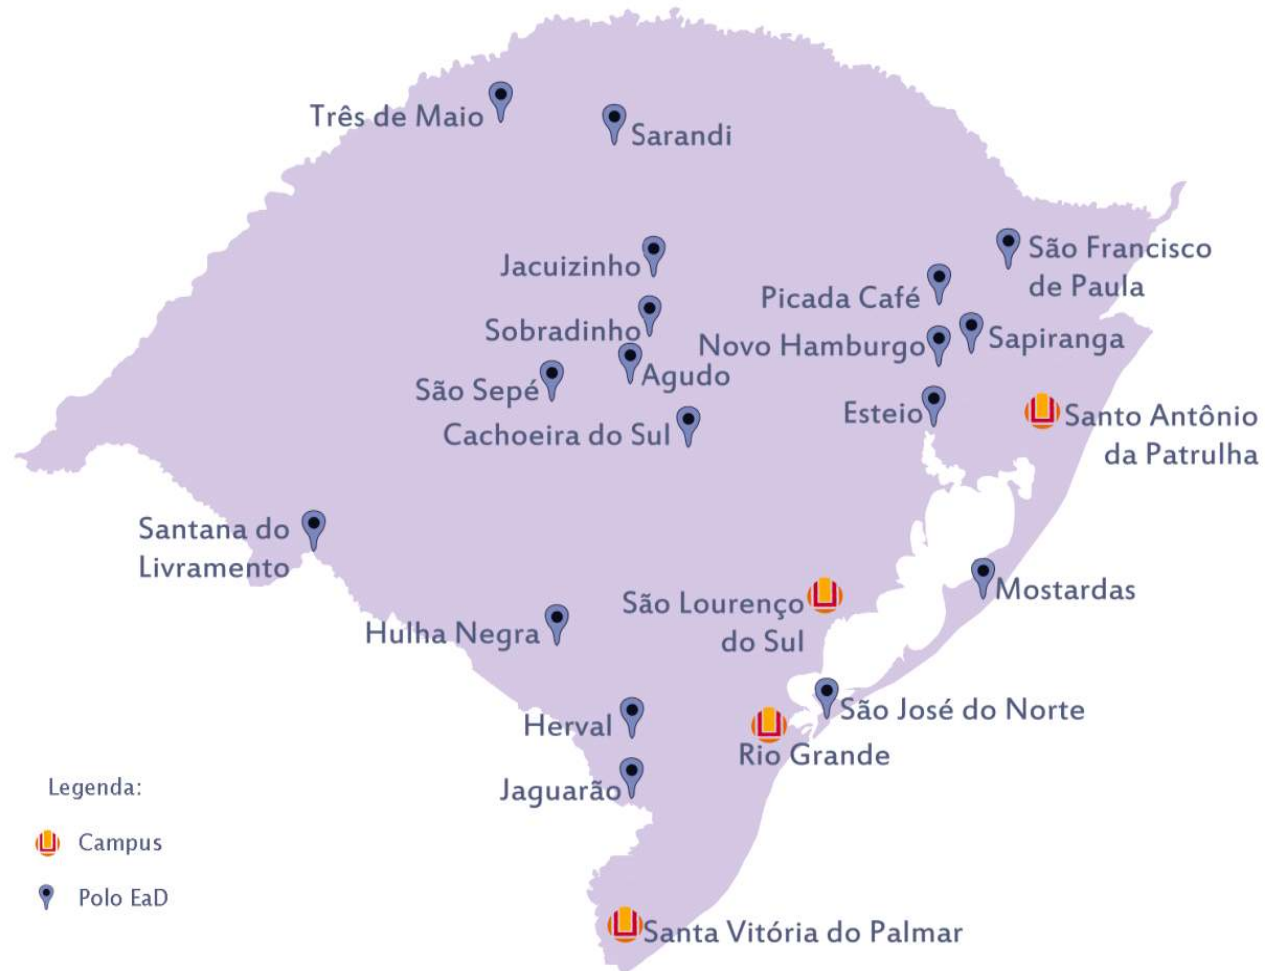 Três de Maio
Sarandi
Jacuizinho
São Francisco
de Paula
Picada Café
Sobradinho
Novo Hamburgo
Sapiranga
Agudo
São Sepé
Esteio
Santo Antônio
da Patrulha
Cachoeira do Sul
Santana do
Livramento
Mostardas
São Lourenço
do Sul
Hulha Negra
São José do Norte
Herval
Rio Grande
Jaguarão
Legenda:
Campus
Polo EaD
Santa Vitória do Palmar